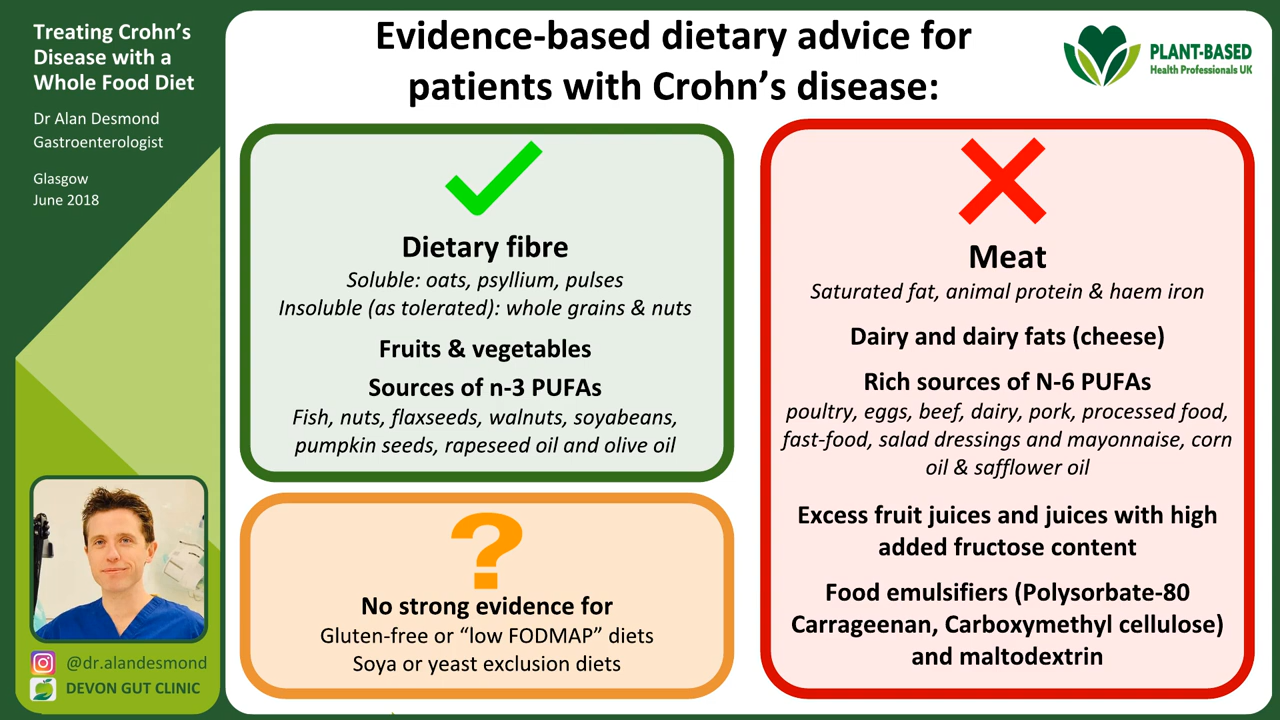 Treating Crohn's
Disease with a
Whole Food Diet
Dr Alan Desmond
Gastroenterologist
Glasgow
June 2018
@dr.alandesmond
DEVON GUT CLINIC
Evidence-based dietary advice for
patients with Crohn's disease:
PLANT-BASED
Health Professionals UK
Dietary fibre
Soluble: oats, psyllium, pulses
Insoluble (as tolerated): whole grains & nuts
Fruits & vegetables
Sources of n-3 PUFAs
Fish, nuts, flaxseeds, walnuts, soyabeans,
pumpkin seeds, rapeseed oil and olive oil
?
No strong evidence for
Gluten-free or “low FODMAP” diets
Soya or yeast exclusion diets
Meat
Saturated fat, animal protein & haem iron
Dairy and dairy fats (cheese)
Rich sources of N-6 PUFAs
poultry, eggs, beef, dairy, pork, processed food,
fast-food, salad dressings and mayonnaise, corn
oil & safflower oil
Excess fruit juices and juices with high
added fructose content
Food emulsifiers (Polysorbate-80
Carrageenan, Carboxymethyl cellulose)
and maltodextrin